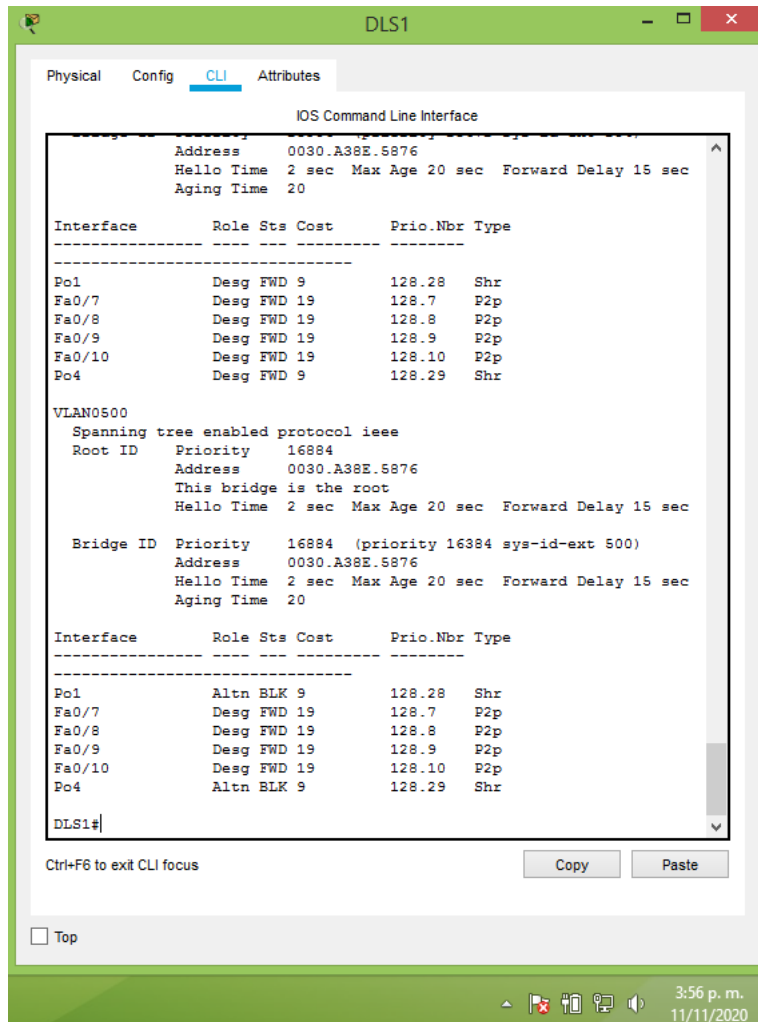 DLS1
Physical Config CLI Attributes
IOS Command Line Interface
Address 0030.A38E.5876
Hello Time 2 sec Max Age 20 sec Forward Delay 15 sec
Aging Time 20
Interface Role Sts Cost Prio.Nbr Type
---------------- ---- --- --------- --------
--------------------------------
Po1 Desg FWD 9 128.28 Shr
Fa0/7 Desg FWD 19 128.7 P2p
Fa0/8 Desg FWD 19 128.8 P2p
Fa0/9 Desg FWD 19 128.9 P2p
Fa0/10 Desg FWD 19 128.10 P2p
Po4 Desg FWD 9 128.29 Shr
VLAN0500
Spanning tree enabled protocol ieee
Root ID Priority 16884
Address 0030.A38E.5876
This bridge is the root
Hello Time 2 sec Max Age 20 sec Forward Delay 15 sec
Bridge ID Priority 16884 (priority 16384 sys-id-ext 500)
Address 0030.A38E.5876
Hello Time 2 sec Max Age 20 sec Forward Delay 15 sec
Aging Time 20
Interface Role Sts Cost Prio.Nbr Type
---------------- ---- --- --------- --------
--------------------------------
Po1 Altn BLK 9 128.28 Shr
Fa0/7 Desg FWD 19 128.7 P2p
Fa0/8 Desg FWD 19 128.8 P2p
Fa0/9 Desg FWD 19 128.9 P2p
Fa0/10 Desg FWD 19 128.10 P2p
Po4 Altn BLK 9 128.29 Shr
DLS1#
Ctrl+F6 to exit CLI focus
Copy Paste
Top
3:56 p. m.
11/11/2020